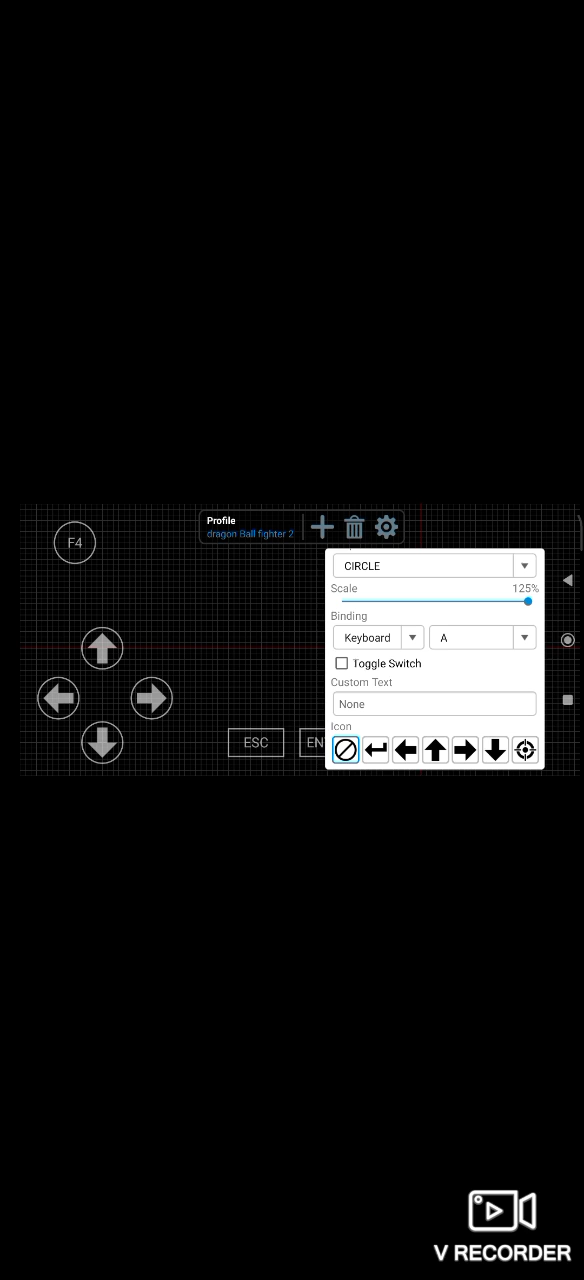 Profile
dragon Ball fighter 2
F4
CIRCLE
Scale
125%
Binding
Keyboard
A
Toggle Switch
Custom Text
None
Icon
ESC
EN
V RECORDER